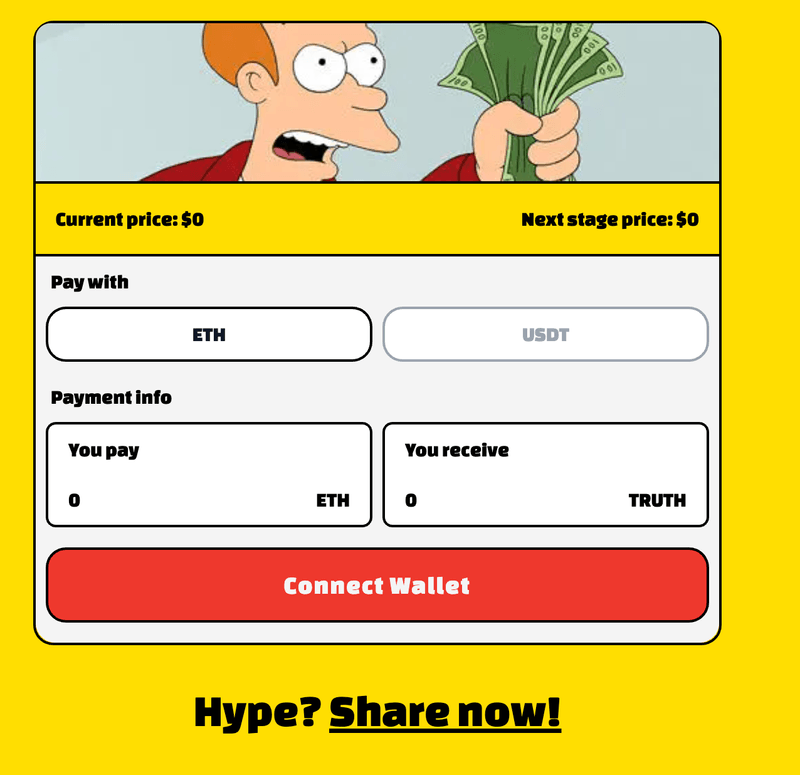 Current price: $0 Next stage price: $0
Pay with
ETH USDT
Payment info
You pay You receive
0 ETH 0 TRUTH
Connect Wallet
Hype? Share now!